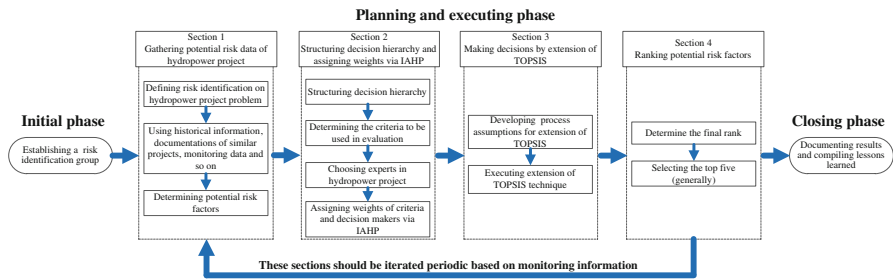 Planning and executing phase
Initial phase
Establishing a risk
identification group
Section 1
Gathering potential risk data of
hydropower project
Defining risk identification on
hydropower project problem
Using historical information,
documentations of similar
projects, monitoring data and
so on
Determining potential risk
factors
Section 2
Structuring decision hierarchy and
assigning weights via IAHP
Structuring decision hierarchy
Determining the criteria to be
used in evaluation
Choosing experts in
hydropower project
Assigning weights of criteria
and decision makers via
IAHP
Section 3
Making decisions by extension of
TOPSIS
Developing process
assumptions for extension of
TOPSIS
Executing extension of
TOPSIS technique
Section 4
Ranking potential risk factors
Determine the final rank
Selecting the top five
(generally)
Closing phase
Documenting results
and compiling lessons
learned
These sections should be iterated periodic based on monitoring information